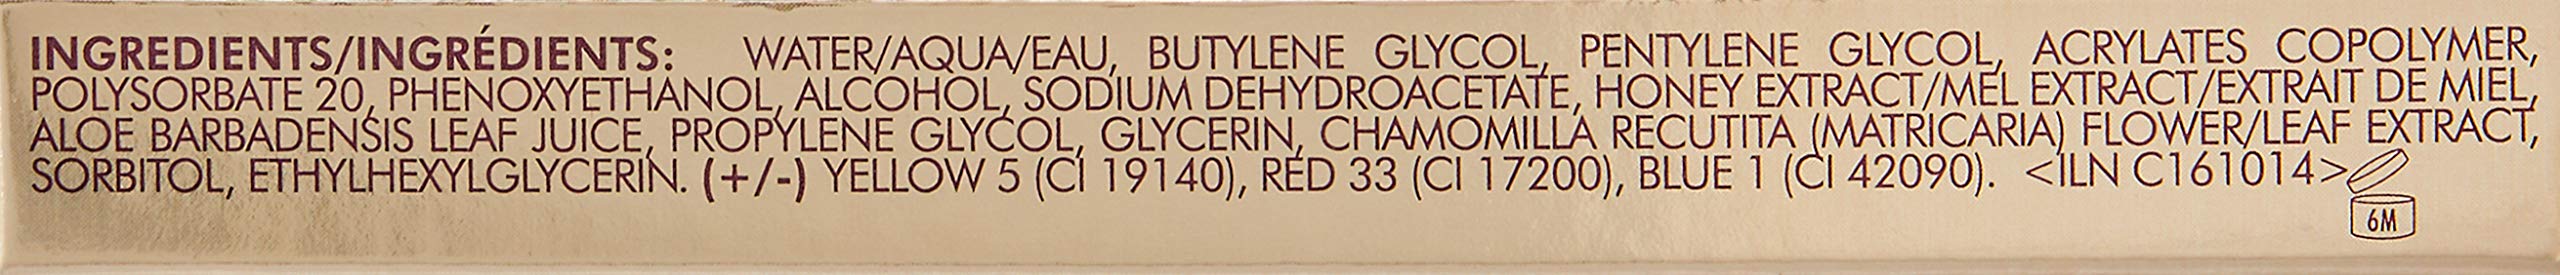 INGREDIENTS/INGRÉDIENTS: WATER/AQUA/EAU, BUTYLENE GLYCOL, PENTYLENE GLYCOL, ACRYLATES COPOLYMER,
POLYSORBATE 20, PHENOXYETHANOL, ALCOHOL, SODIUM DEHYDROACETATE, HONEY EXTRACT/MEL EXTRACT/EXTRAIT DE MIEL,
ALOE BARBADENSIS LEAF JUICE, PROPYLENE GLYCOL, GLYCERIN, CHAMOMILLA RECUTITA (MATRICARIA) FLOWER/LEAF EXTRACT,
SORBITOL, ETHYLHEXYLGLYCERIN. (+/-) YELLOW 5 (CI 19140), RED 33 (CI 17200), BLUE 1 (CI 42090). <ILN C161014>
6M